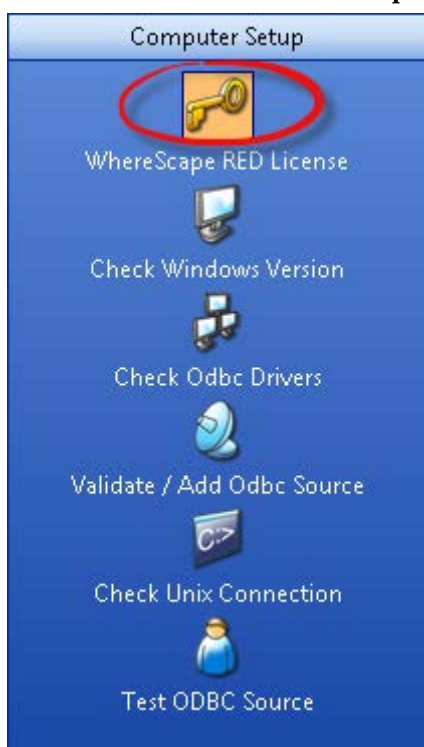 Computer Setup
WhereScape RED License
Check Windows Version
Check Odbc Drivers
Validate / Add Odbc Source
C:>
Check Unix Connection
Test ODBC Source